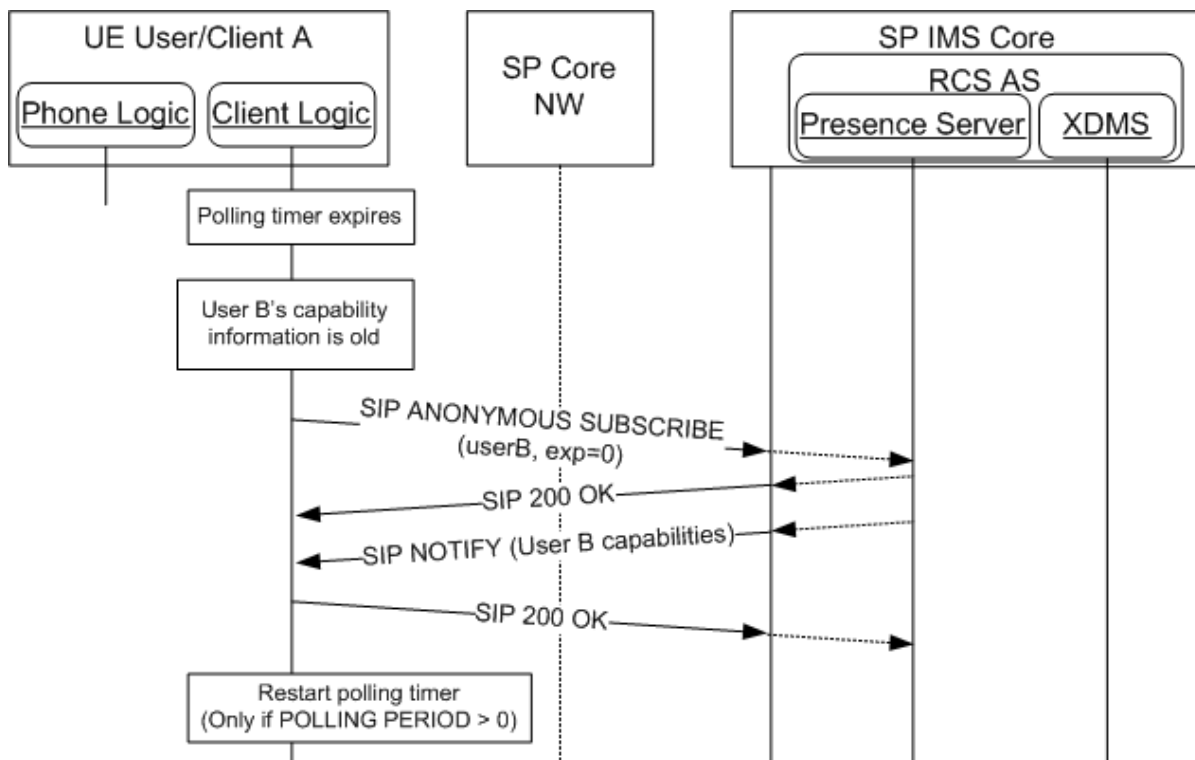 UE User/Client A
Phone Logic
Client Logic
SP Core
NW
SP IMS Core
RCS AS
Presence Server
XDMS
Polling timer expires
User B's capability
information is old
SIP ANONYMOUS SUBSCRIBE
(userB, exp=0)
SIP 200 OK
SIP NOTIFY (User B capabilities)
SIP 200 OK
Restart polling timer
(Only if POLLING PERIOD > 0)